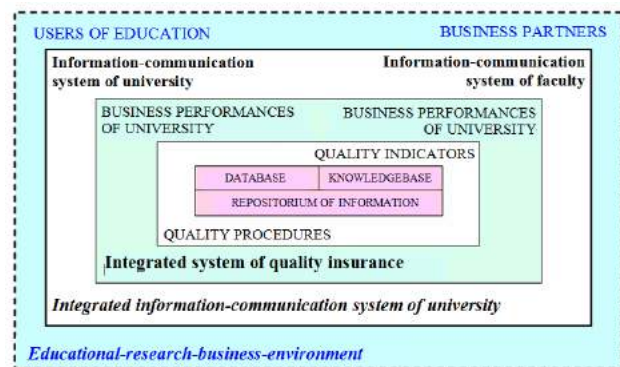 USERS OF EDUCATION
BUSINESS PARTNERS
Information-communication
system of university
Information-communication
system of faculty
BUSINESS PERFORMANCES
OF UNIVERSITY
BUSINESS PERFORMANCES
OF UNIVERSITY
QUALITY INDICATORS
DATABASE
KNOWLEDGEBASE
REPOSITORIUM OF INFORMATION
QUALITY PROCEDURES
Integrated system of quality insurance
Integrated information-communication system of university
Educational-research-business-environment